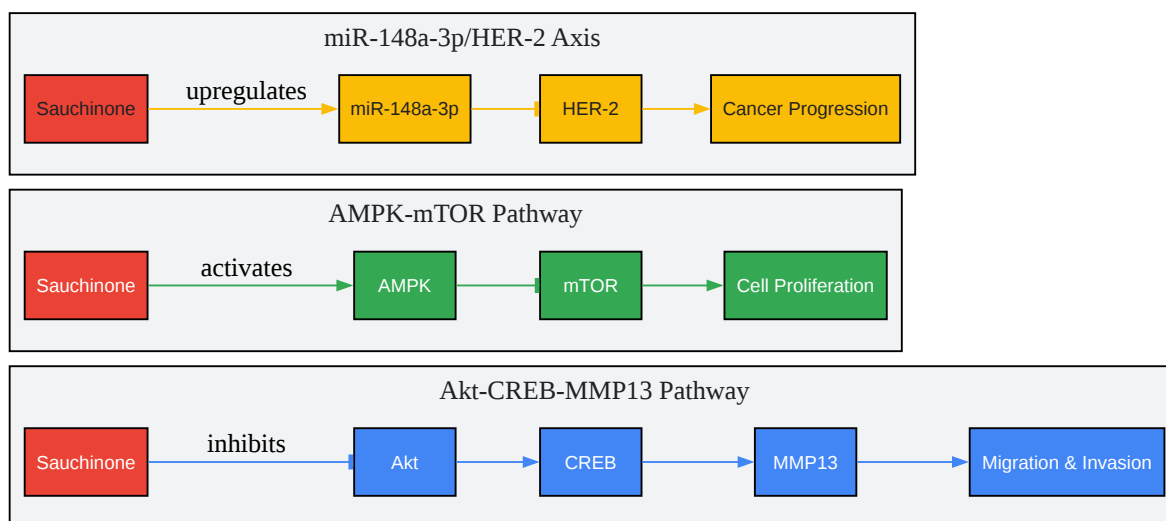 miR-148a-3p/HER-2 Axis
Sauchinone
upregulates
miR-148a-3p
HER-2
Cancer Progression
AMPK-mTOR Pathway
Sauchinone
activates
AMPK
mTOR
Cell Proliferation
Akt-CREB-MMP13 Pathway
Sauchinone
inhibits
Akt
CREB
MMP13
Migration & Invasion